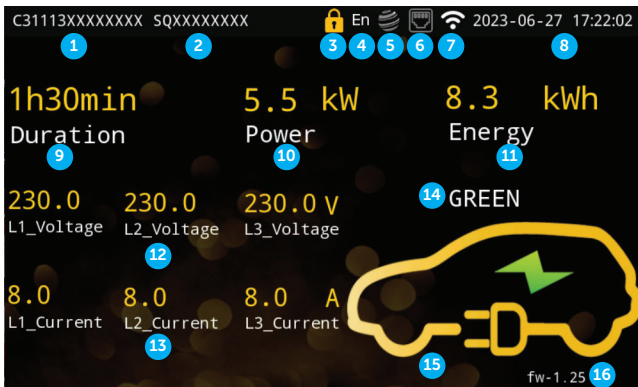 C31113XXXXXXXX SQXXXXXXXX En 2023-06-27 17:22:02
1 2 3 4 5 6 7 8
1h30min 5.5 kW 8.3 kWh
Duration Power Energy
9 10 11
14 GREEN
230.0 230.0 230.0 V
L1_Voltage L2_Voltage L3_Voltage
12
8.0 8.0 8.0 A
L1_Current L2_Current L3_Current
13
15
fw-1.25 16